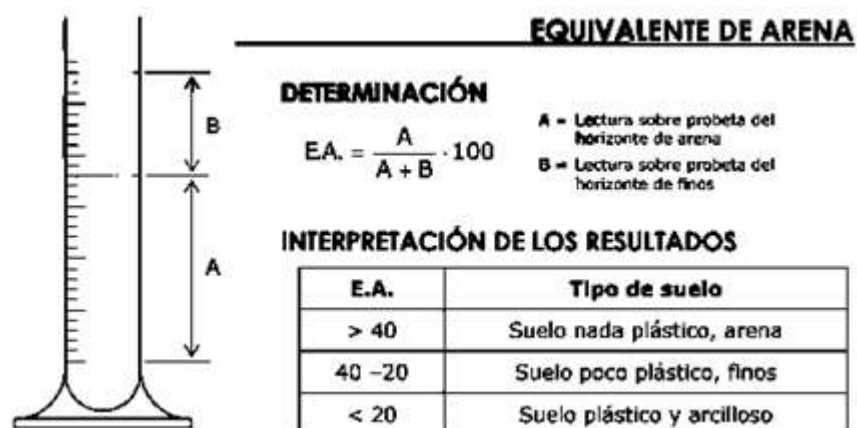 EQUIVALENTE DE ARENA
DETERMINACIÓN
E.A. = A / (A + B) · 100
A = Lectura sobre probeta del
horizonte de arena
B = Lectura sobre probeta del
horizonte de finos
B
A
INTERPRETACIÓN DE LOS RESULTADOS
E.A. Tipo de suelo
> 40 Suelo nada plástico, arena
40 –20 Suelo poco plástico, finos
< 20 Suelo plástico y arcilloso